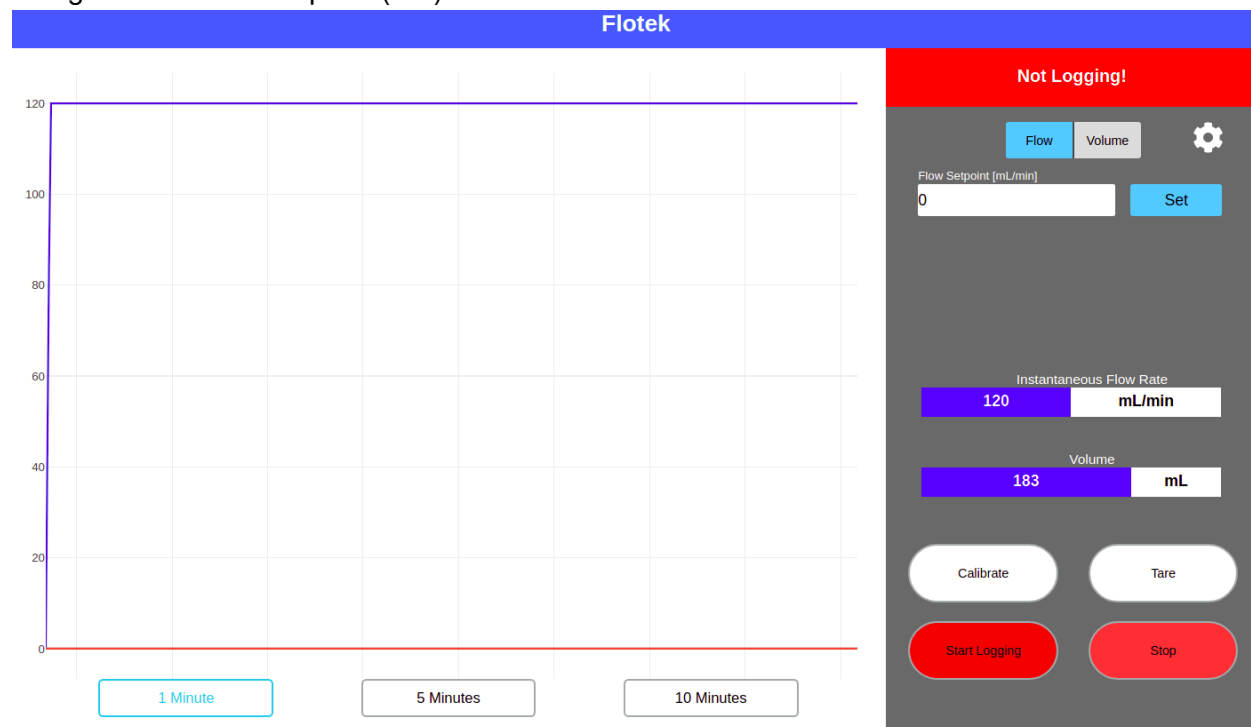 Flotek
Not Logging!
Flow Volume
Flow Setpoint [mL/min]
0 Set
120
100
80
60
40
20
0
Instantaneous Flow Rate
120 mL/min
Volume
183 mL
Calibrate Tare
Start Logging Stop
1 Minute 5 Minutes 10 Minutes